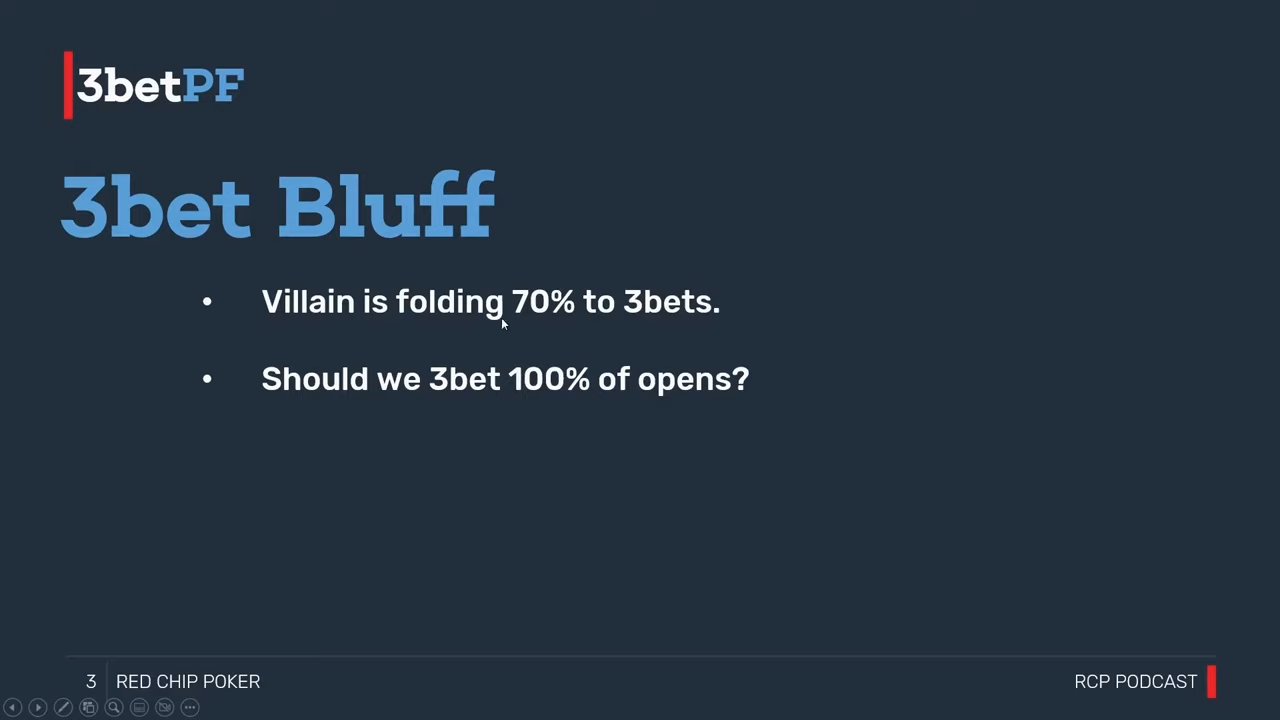 3betPF
3bet Bluff
• Villain is folding 70% to 3bets.
• Should we 3bet 100% of opens?
3 RED CHIP POKER
RCP PODCAST